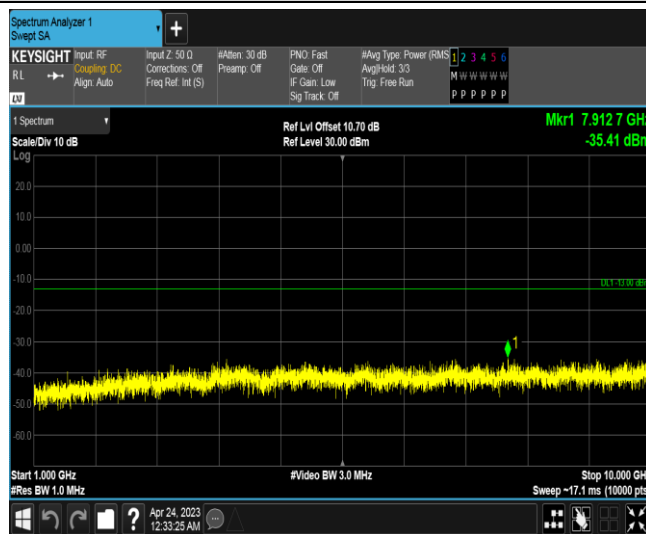 Spectrum Analyzer 1
Swept SA
+
KEYSIGHT
RL
Input: RF
Coupling: DC
Align: Auto
Input Z: 50 Ω
Corrections: Off
Freq Ref: Int (S)
#Atten: 30 dB
Preamp: Off
PNO: Fast
Gate: Off
IF Gain: Low
Sig Track: Off
#Avg Type: Power (RMS
Avg|Hold: 3/3
Trig: Free Run
1 2 3 4 5 6
M W W W W W
P P P P P P
1 Spectrum
Scale/Div 10 dB
Log
Ref Lvl Offset 10.70 dB
Ref Level 30.00 dBm
Mkr1 7.912 7 GHz
-35.41 dBm
20.0
10.0
0.00
-10.0
DL1 -13.00 dBm
-20.0
-30.0
1
-40.0
-50.0
-60.0
Start 1.000 GHz
#Res BW 1.0 MHz
#Video BW 3.0 MHz
Stop 10.000 GHz
Sweep ~17.1 ms (10000 pts
?
Apr 24, 2023
12:33:25 AM